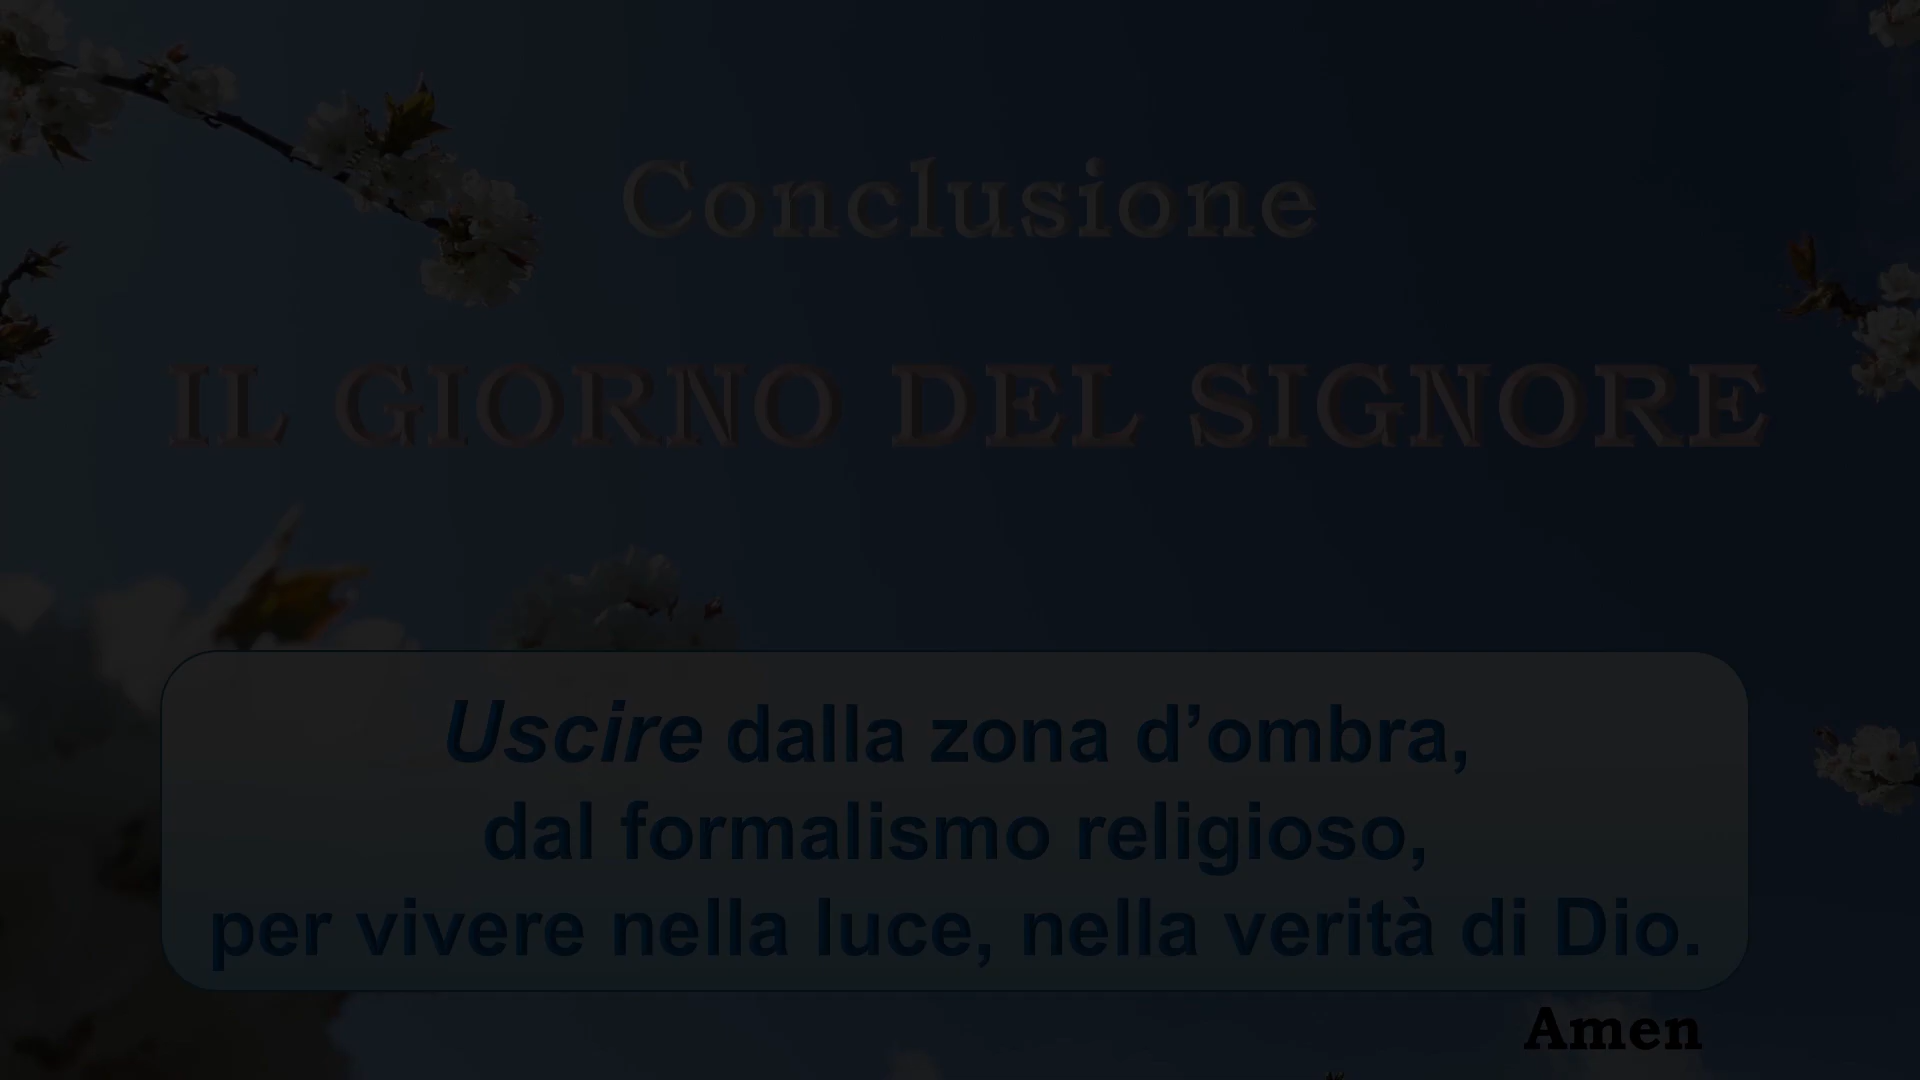 Conclusione
IL GIORNO DEL SIGNORE
Uscire dalla zona d’ombra,
dal formalismo religioso,
per vivere nella luce, nella verità di Dio.
Amen